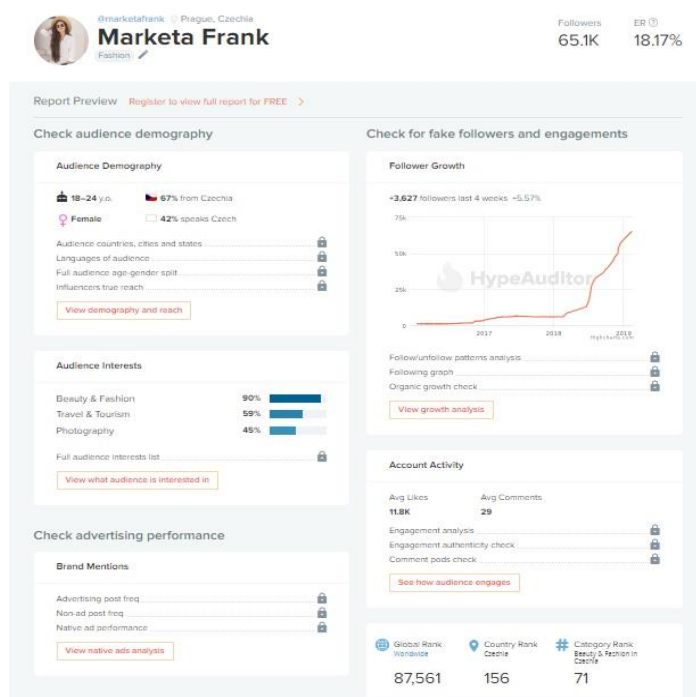 @marketafrank Prague, Czechia
Marketa Frank
Fashion
Followers
65.1K
ER
18.17%
Report Preview Register to view full report for FREE >
Check audience demography
Audience Demography
18–24 y.o. 67% from Czechia
Female 42% speaks Czech
Audience countries, cities and states
Languages of audience
Full audience age-gender split
Influencers true reach
View demography and reach
Audience Interests
Beauty & Fashion 90%
Travel & Tourism 59%
Photography 45%
Full audience interests list
View what audience is interested in
Check advertising performance
Brand Mentions
Advertising post freq
Non-ad post freq
Native ad performance
View native ads analysis
Check for fake followers and engagements
Follower Growth
+3,627 followers last 4 weeks +5.57%
75k
50k
25k
0
HypeAuditor
2017 2018 2019
Highcharts.com
Follow/unfollow patterns analysis
Following graph
Organic growth check
View growth analysis
Account Activity
Avg Likes Avg Comments
11.8K 29
Engagement analysis
Engagement authenticity check
Comment pods check
See how audience engages
Global Rank
Worldwide
87,561
Country Rank
Czechia
156
Category Rank
Beauty & Fashion in
Czechia
71